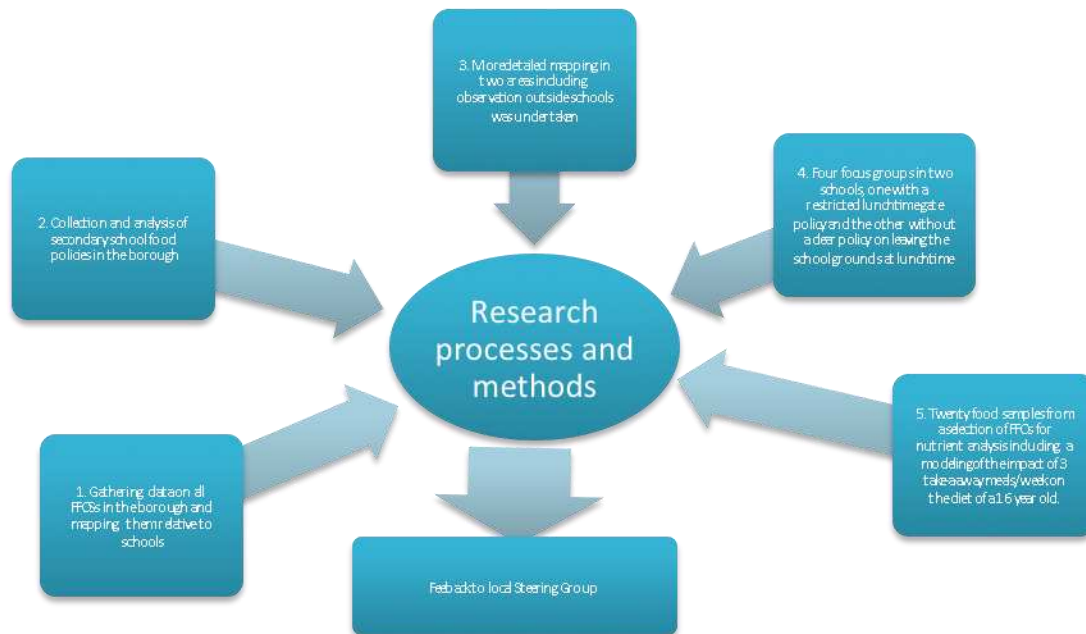 3. More detailed mapping in
two areas including
observation outside schools
was undertaken
2. Collection and analysis of
secondary school food
policies in the borough
4. Four focus groups in two
schools, one with a
restricted lunchtime gate
policy and the other without
a clear policy on leaving the
school grounds at lunchtime
Research
processes and
methods
1. Gathering data on all
FFOs in the borough and
mapping them relative to
schools
5. Twenty food samples from
a selection of FFOs for
nutrient analysis including a
modeling of the impact of 3
take-aaway meals/week on
the diet of a 16 year old.
Feeback to local Steering Group